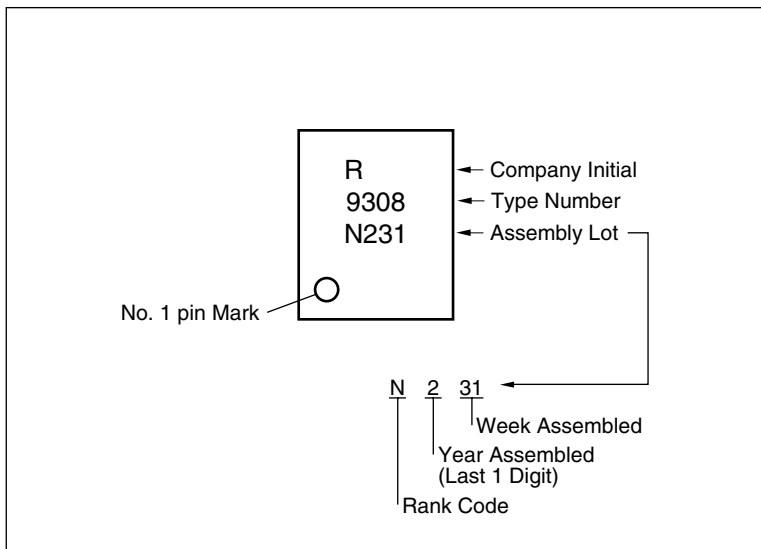 R
Company Initial
9308
Type Number
N231
Assembly Lot
No. 1 pin Mark
N 2 31
Week Assembled
Year Assembled
(Last 1 Digit)
Rank Code